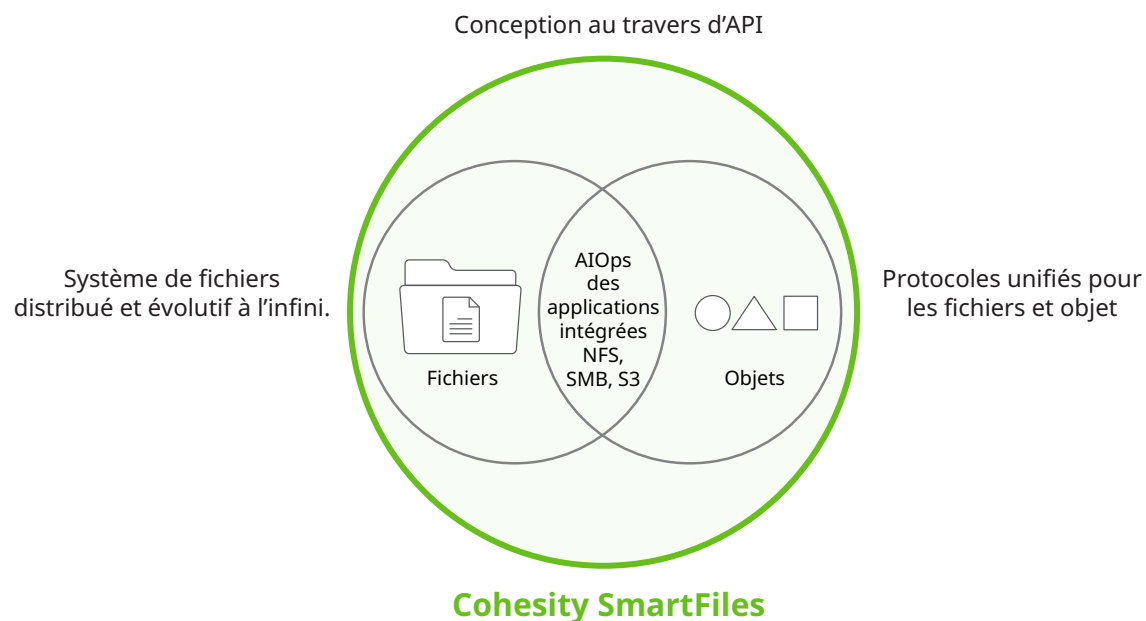 Conception au travers d’API
Système de fichiers
distribué et évolutif à l’infini.
AIOps
des
applications
intégrées
NFS,
SMB, S3
Fichiers
Objets
Protocoles unifiés pour
les fichiers et objet
Cohesity SmartFiles